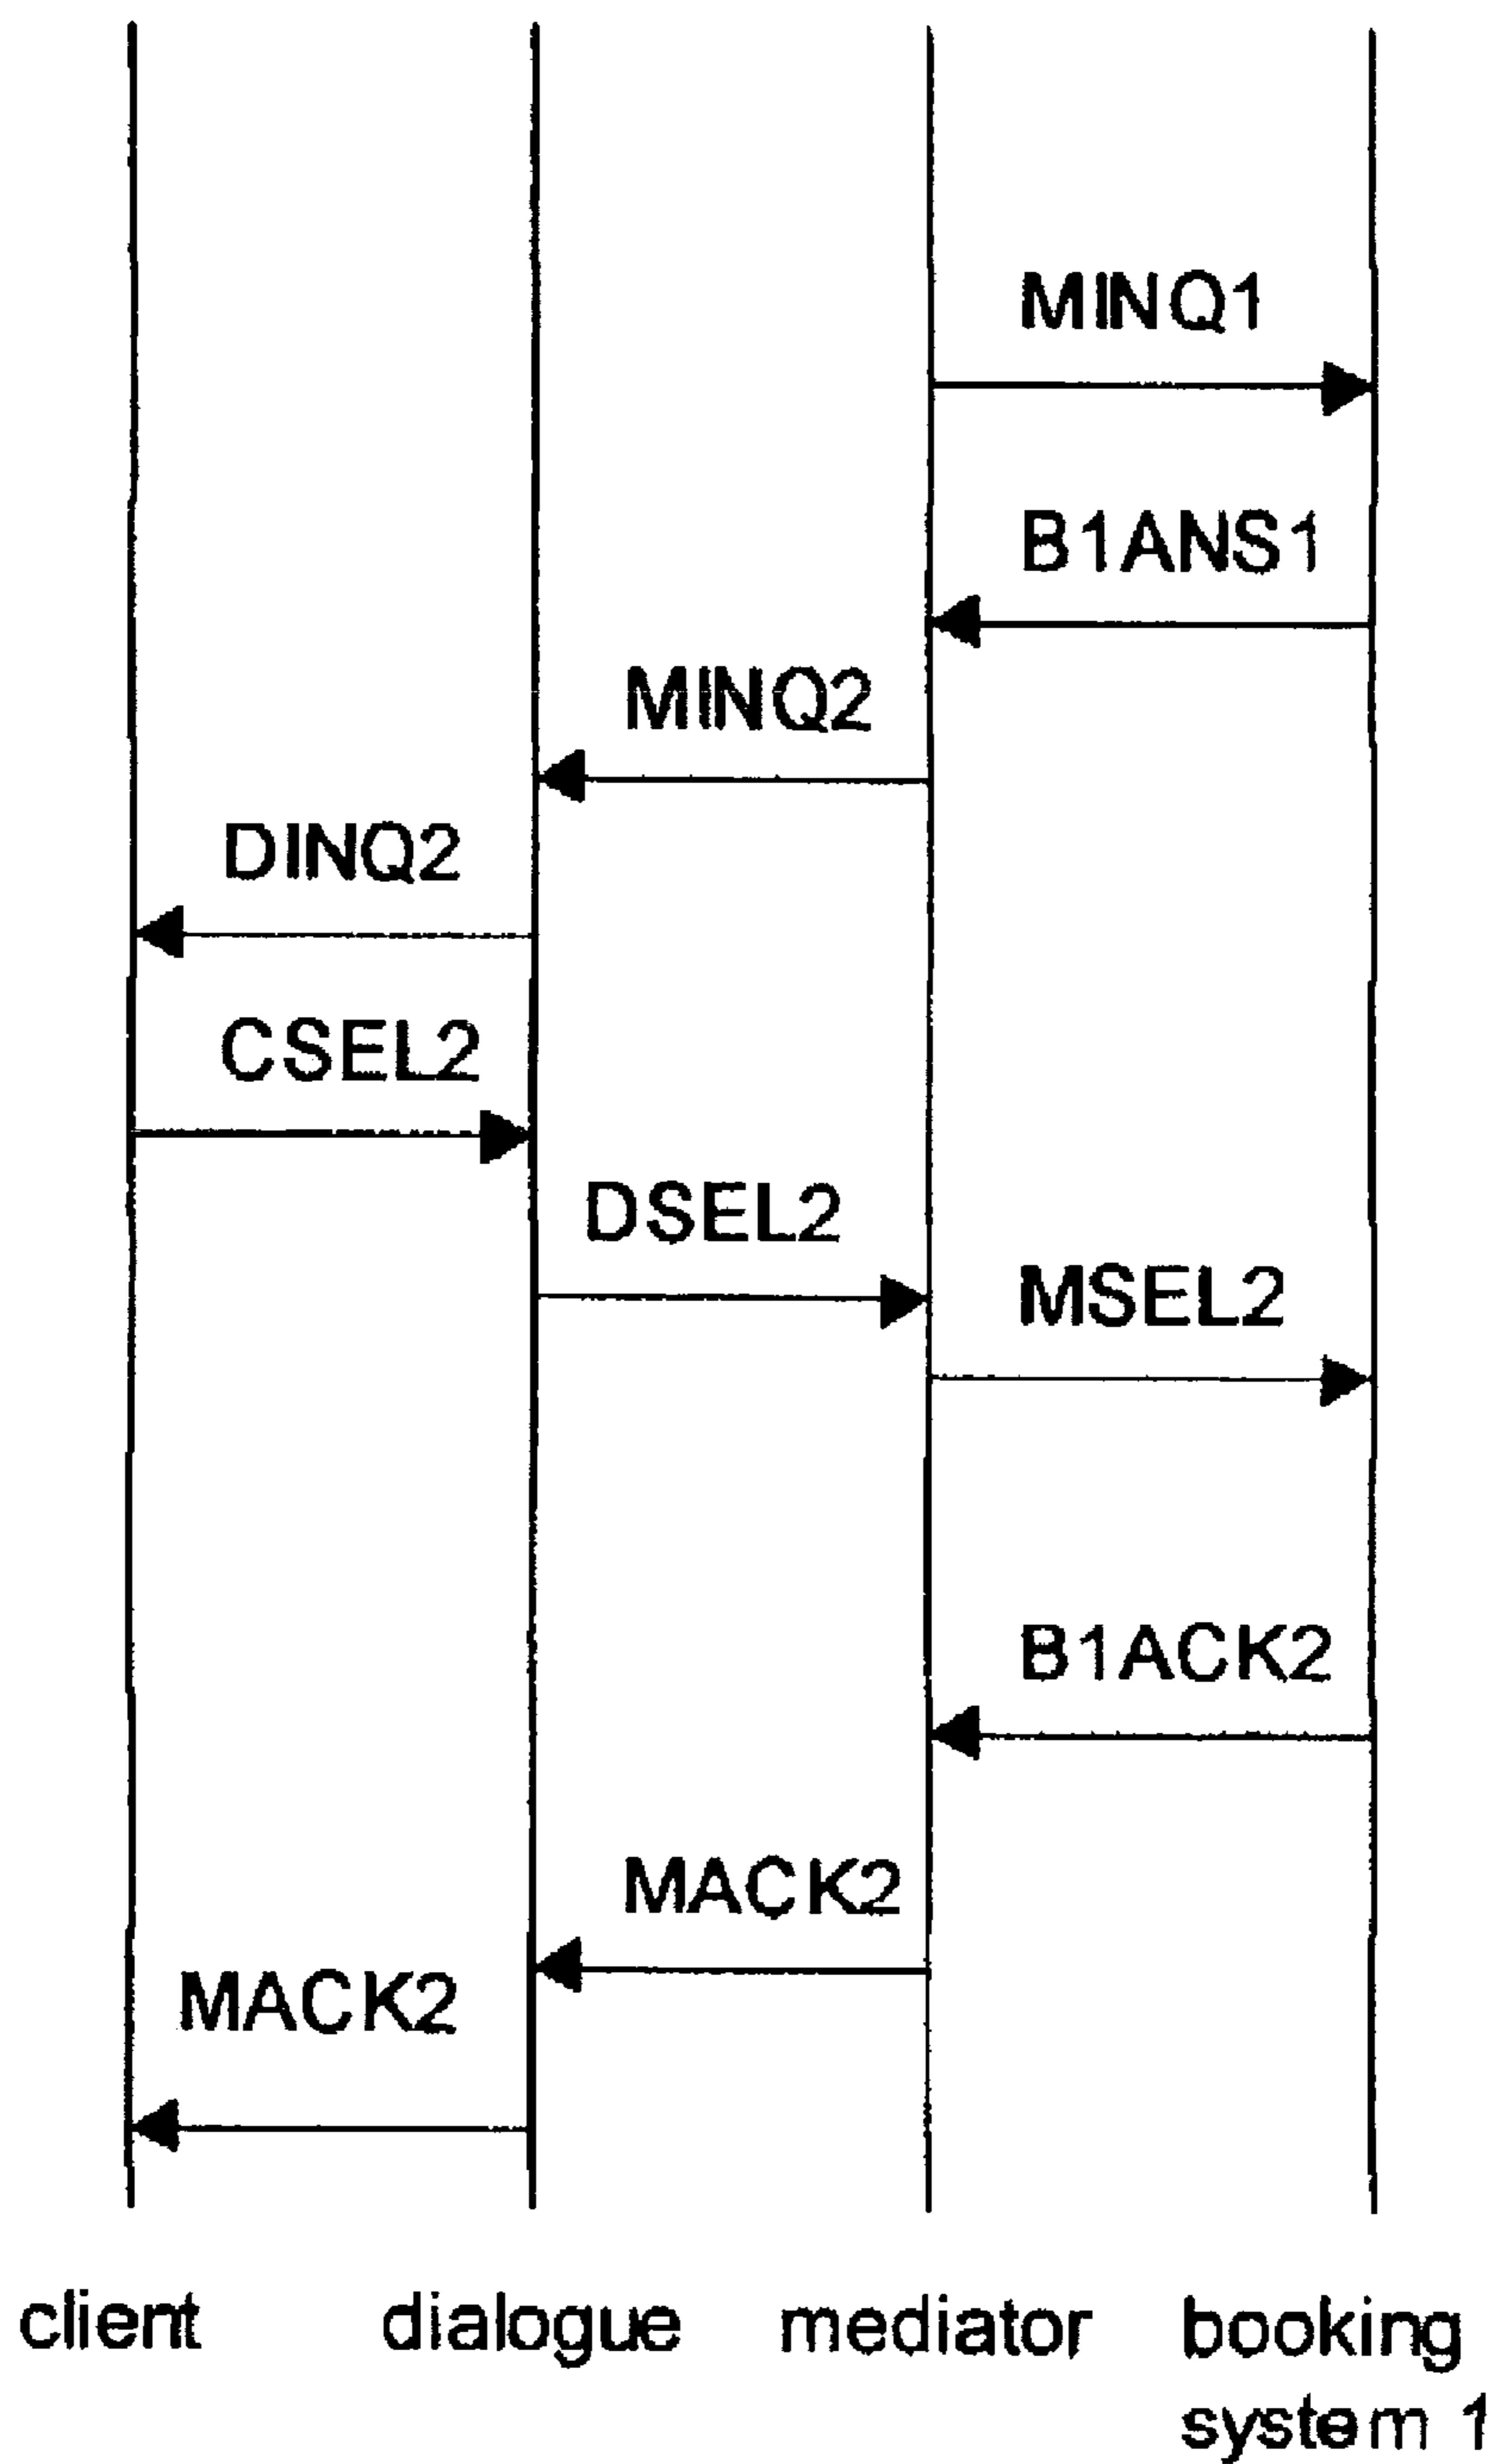 MINQ1
B1ANS1
MINQ2
DINQ2
CSEL2
DSEL2
MSEL2
B1ACK2
MACK2
MACK2
client dialogue mediator booking
system 1